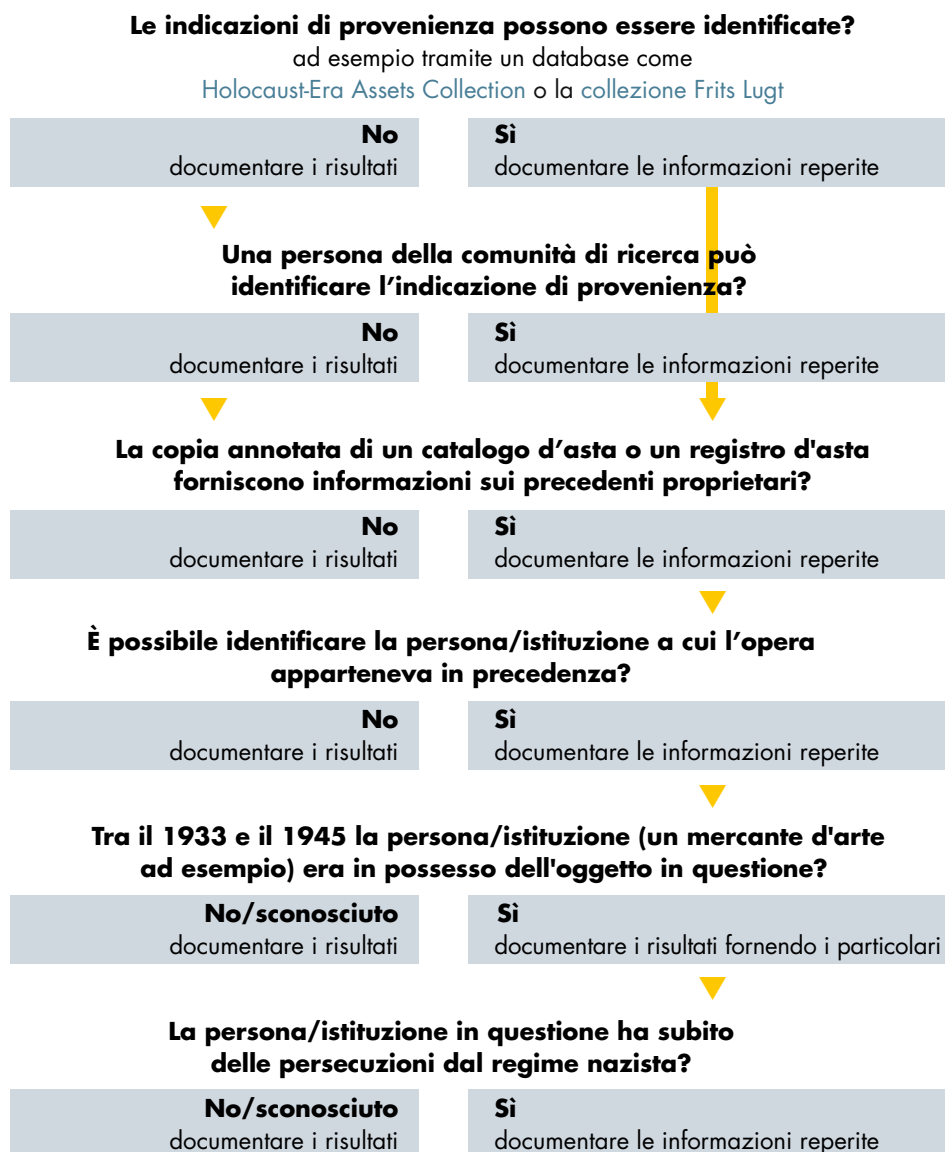 Le indicazioni di provenienza possono essere identificate?
ad esempio tramite un database come
Holocaust-Era Assets Collection o la collezione Frits Lugt
No
documentare i risultati
Sì
documentare le informazioni reperite
Una persona della comunità di ricerca può
identificare l’indicazione di provenienza?
No
documentare i risultati
Sì
documentare le informazioni reperite
La copia annotata di un catalogo d’asta o un registro d'asta
forniscono informazioni sui precedenti proprietari?
No
documentare i risultati
Sì
documentare le informazioni reperite
È possibile identificare la persona/istituzione a cui l’opera
apparteneva in precedenza?
No
documentare i risultati
Sì
documentare le informazioni reperite
Tra il 1933 e il 1945 la persona/istituzione (un mercante d'arte
ad esempio) era in possesso dell'oggetto in questione?
No/sconosciuto
documentare i risultati
Sì
documentare i risultati fornendo i particolari
La persona/istituzione in questione ha subito
delle persecuzioni dal regime nazista?
No/sconosciuto
documentare i risultati
Sì
documentare le informazioni reperite